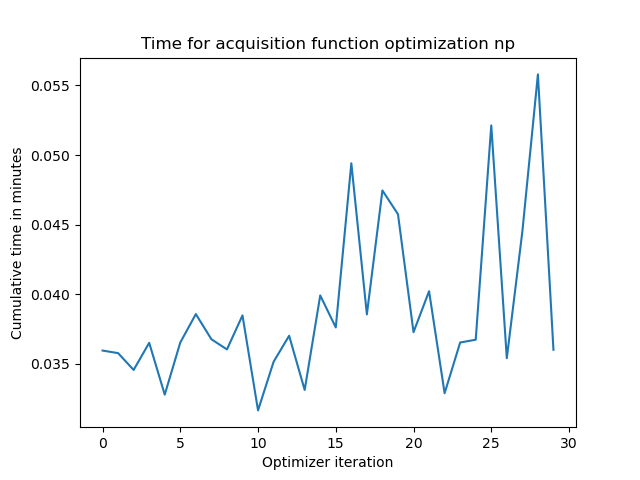 Time for acquisition function optimization np
0.055
0.050
0.045
0.040
0.035
Cumulative time in minutes
0 5 10 15 20 25 30
Optimizer iteration